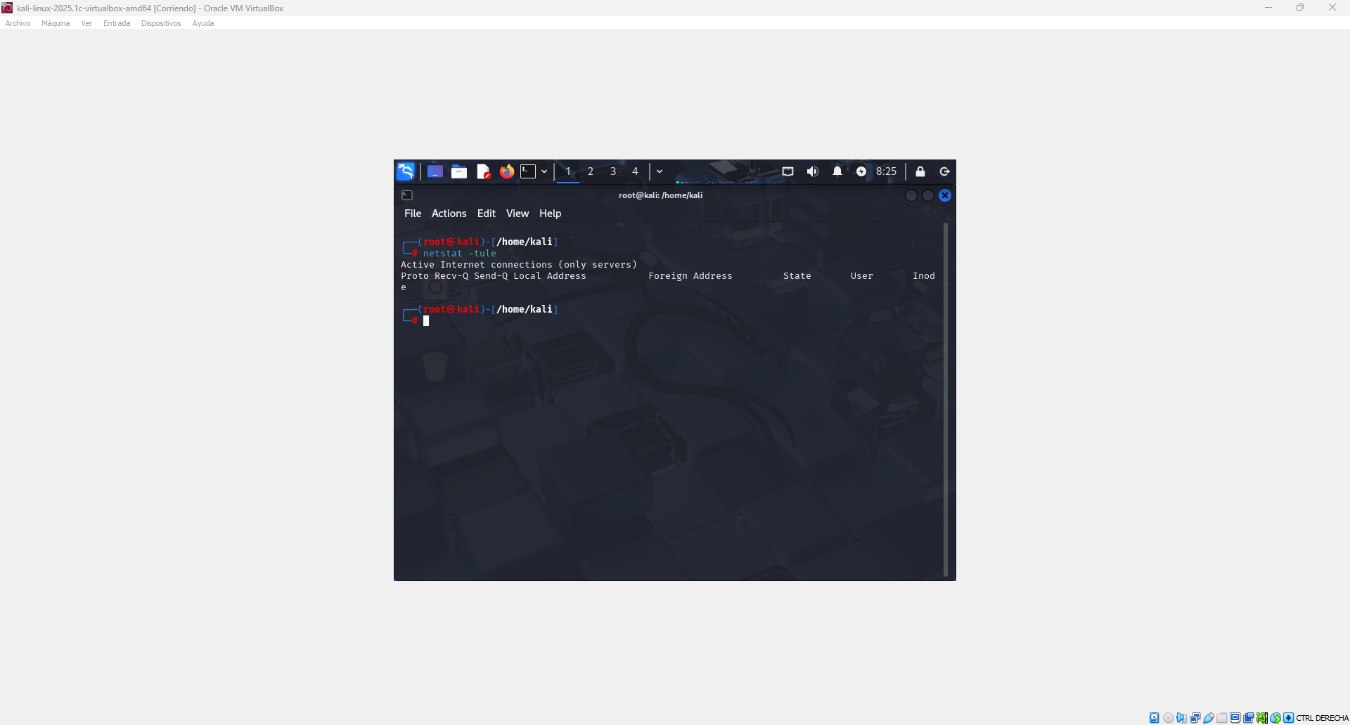 kali-linux-2025.1c-virtualbox-amd64 [Corriendo] - Oracle VM VirtualBox
Archivo Máquina Ver Entrada Dispositivos Ayuda
1 2 3 4 8:25
root@kali: /home/kali
File Actions Edit View Help
┌──(root㉿kali)-[/home/kali]
└─# netstat -tule
Active Internet connections (only servers)
Proto Recv-Q Send-Q Local Address Foreign Address State User Inod
e
┌──(root㉿kali)-[/home/kali]
└─#
CTRL DERECHA